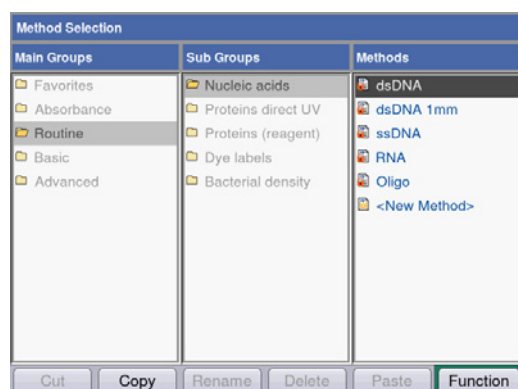 Method Selection
Main Groups
Favorites
Absorbance
Routine
Basic
Advanced
Sub Groups
Nucleic acids
Proteins direct UV
Proteins (reagent)
Dye labels
Bacterial density
Methods
dsDNA
dsDNA 1mm
ssDNA
RNA
Oligo
<New Method>
Cut Copy Rename Delete Paste Function